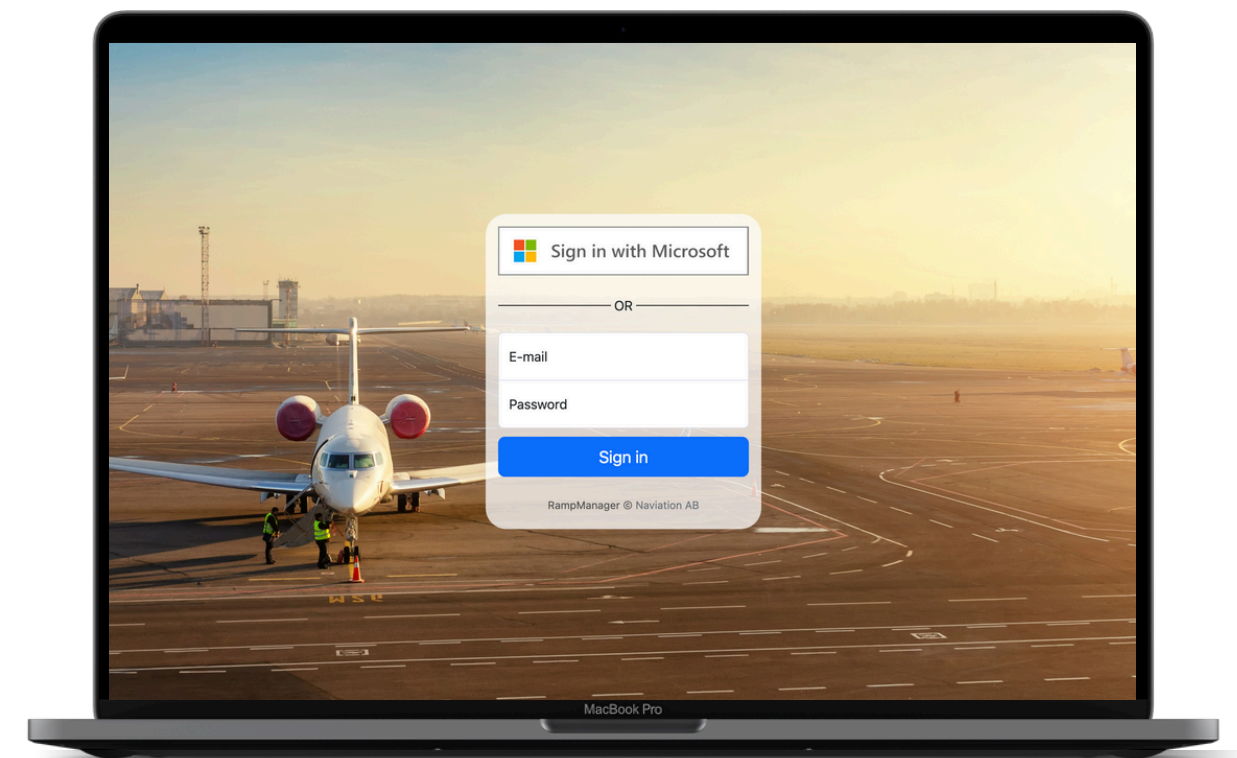 Sign in with Microsoft
OR
E-mail
Password
Sign in
RampManager © Naviation AB
MacBook Pro